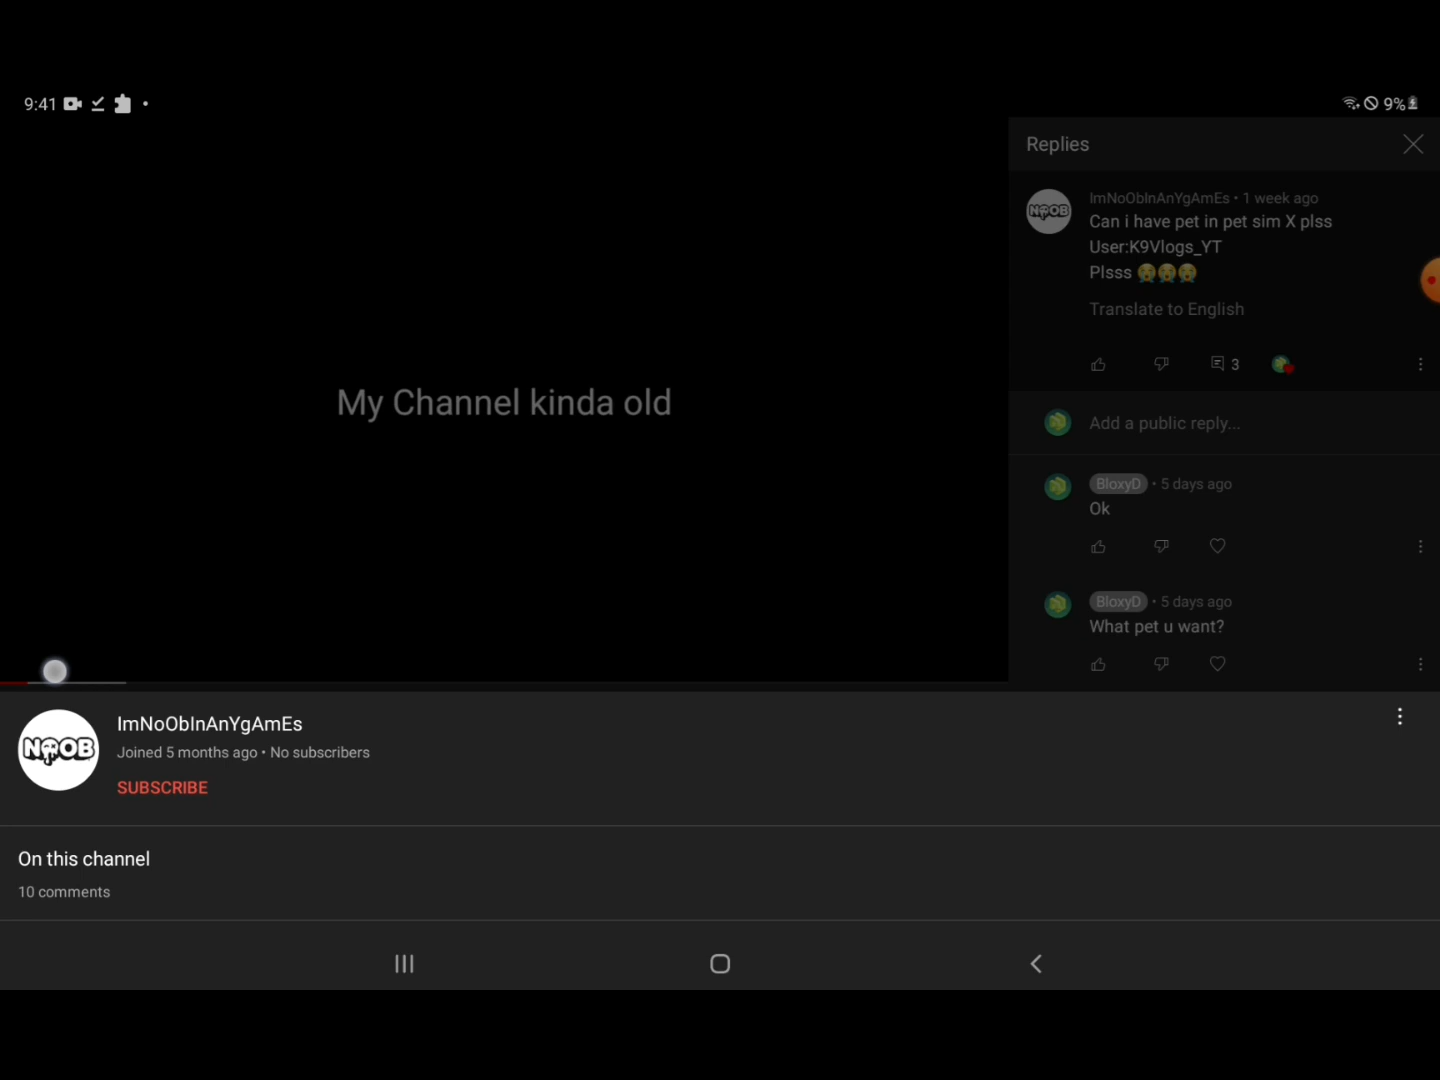 9:41
9%
Replies
ImNoObInAnYgAmEs • 1 week ago
Can i have pet in pet sim X plss
User:K9Vlogs_YT
Plsss 😭😭😭
Translate to English
3
Add a public reply...
BloxyD • 5 days ago
Ok
BloxyD • 5 days ago
What pet u want?
My Channel kinda old
NOOB
NOOB
ImNoObInAnYgAmEs
Joined 5 months ago • No subscribers
SUBSCRIBE
On this channel
10 comments